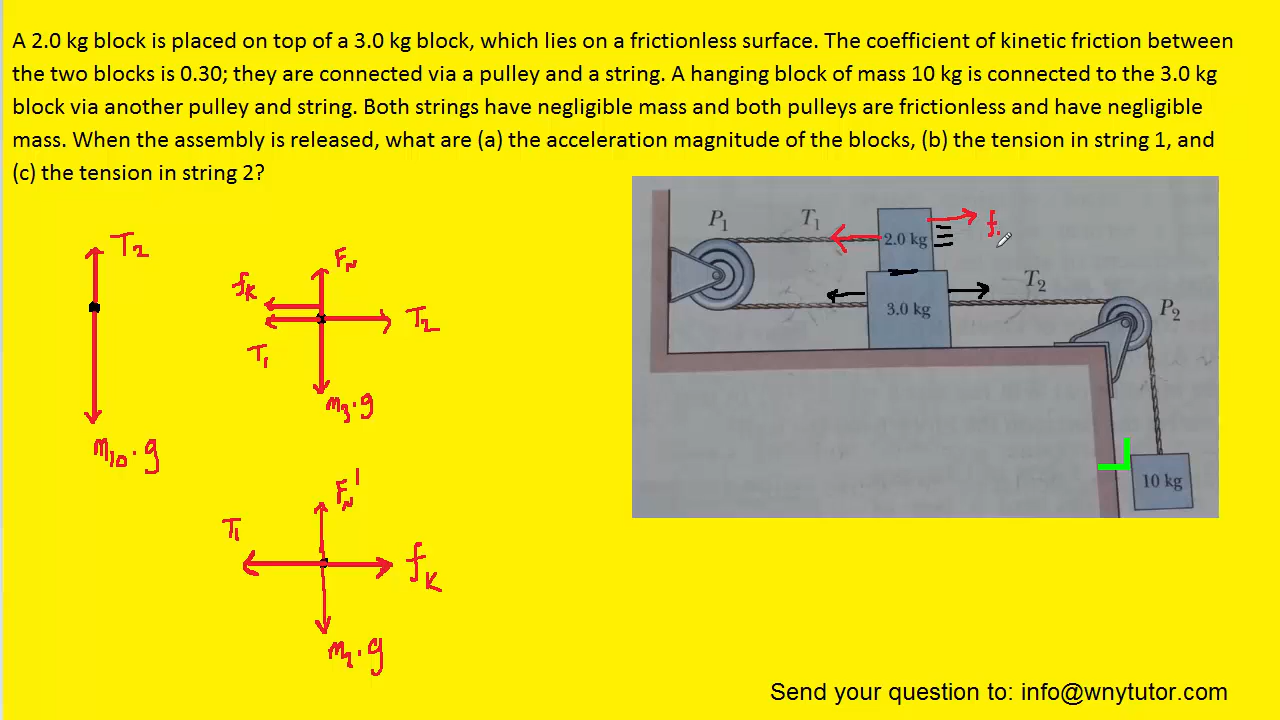 A 2.0 kg block is placed on top of a 3.0 kg block, which lies on a frictionless surface. The coefficient of kinetic friction between
the two blocks is 0.30; they are connected via a pulley and a string. A hanging block of mass 10 kg is connected to the 3.0 kg
block via another pulley and string. Both strings have negligible mass and both pulleys are frictionless and have negligible
mass. When the assembly is released, what are (a) the acceleration magnitude of the blocks, (b) the tension in string 1, and
(c) the tension in string 2?
P₁ T₁ f
2.0 kg
T₂
3.0 kg P₂
10 kg
T₂
m₁₀·g
F_N
f_K
T₂
T₁
m₃·g
F_N'
T₁
f_K
m₂·g
Send your question to: info@wnytutor.com